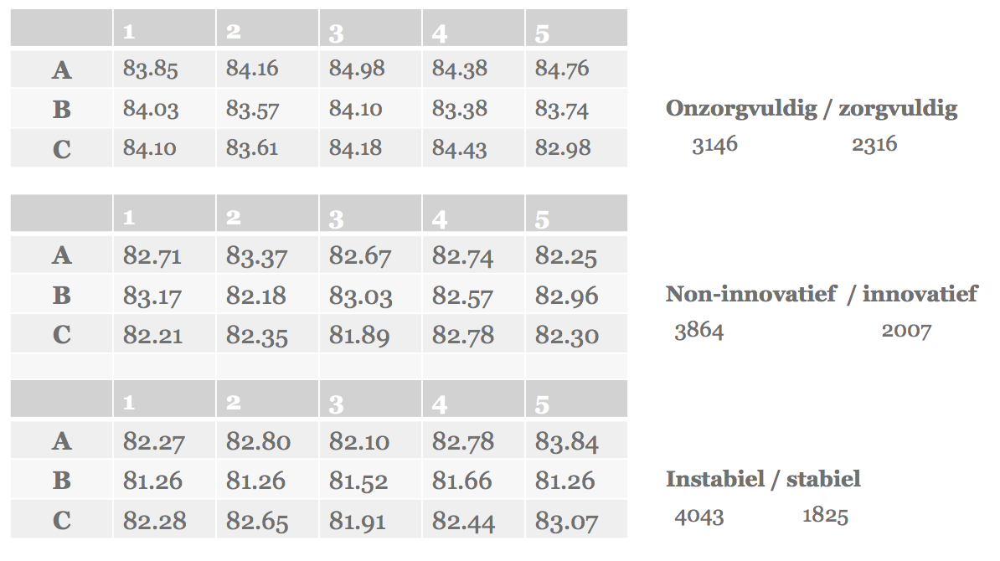 1 2 3 4 5
A 83.85 84.16 84.98 84.38 84.76
B 84.03 83.57 84.10 83.38 83.74
C 84.10 83.61 84.18 84.43 82.98
Onzorgvuldig / zorgvuldig
3146 2316
1 2 3 4 5
A 82.71 83.37 82.67 82.74 82.25
B 83.17 82.18 83.03 82.57 82.96
C 82.21 82.35 81.89 82.78 82.30
Non-innovatief / innovatief
3864 2007
1 2 3 4 5
A 82.27 82.80 82.10 82.78 83.84
B 81.26 81.26 81.52 81.66 81.26
C 82.28 82.65 81.91 82.44 83.07
Instabiel / stabiel
4043 1825